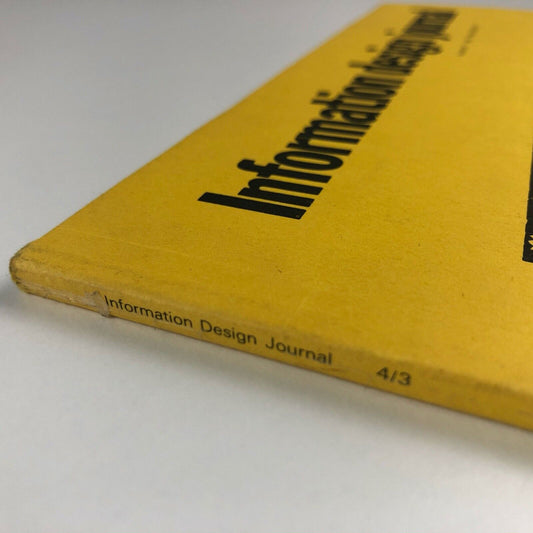 Information design journal
Information Design Journal 4/3